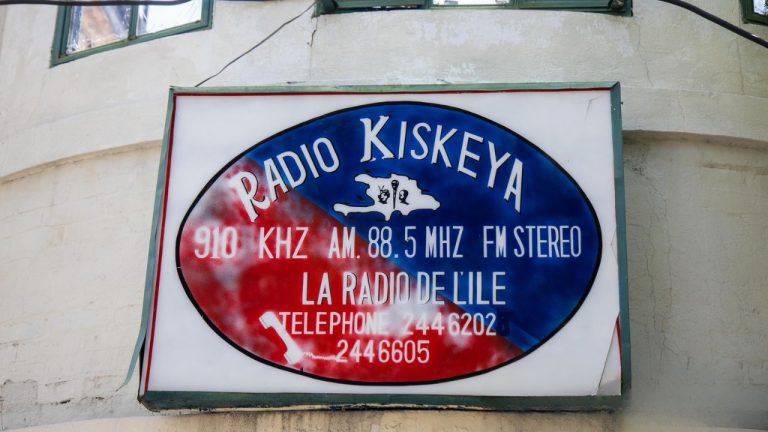 RADIO KISKEYA
910 KHZ AM. 88.5 MHZ FM STEREO
LA RADIO DE L'ILE
TELEPHONE 2446202
2446605